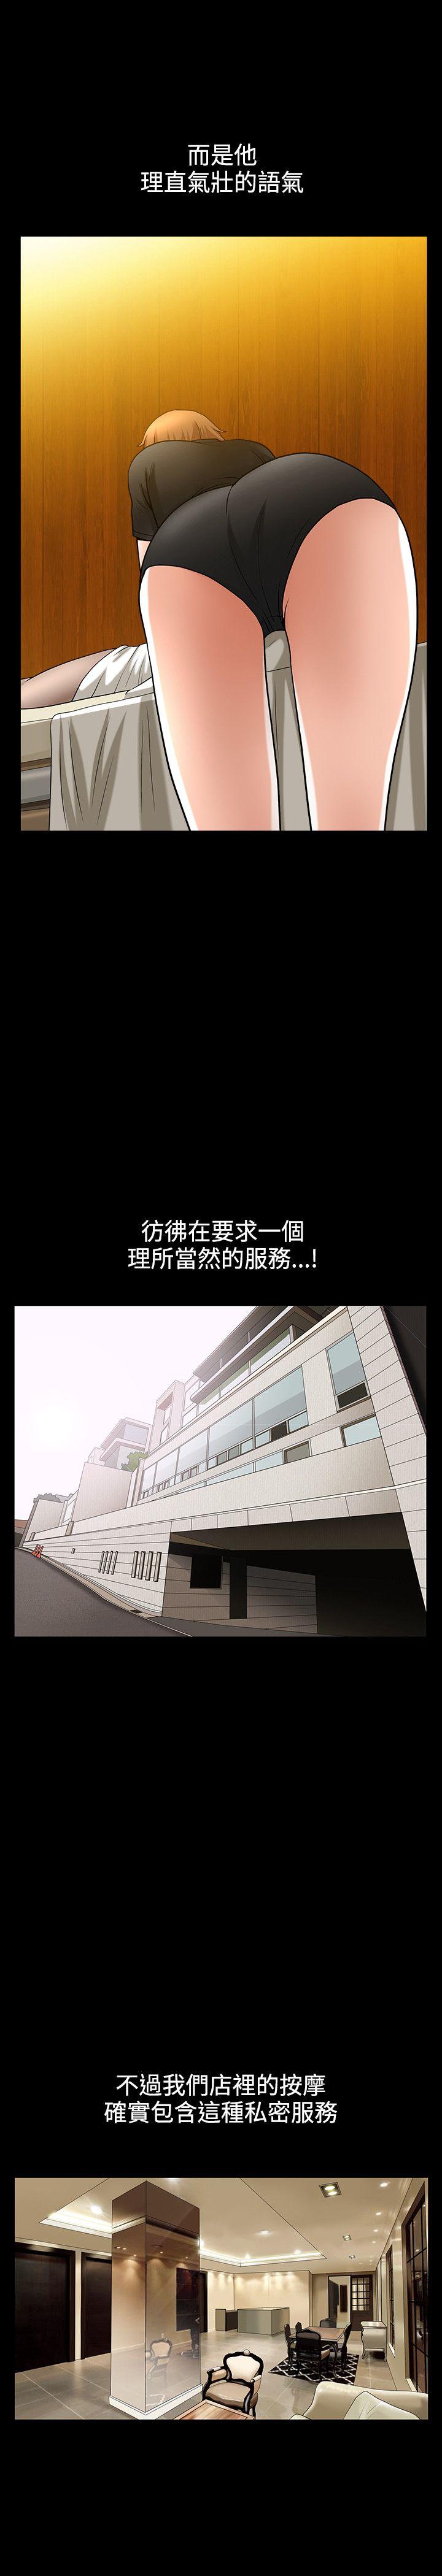 而是他
理直氣壯的語氣
彷彿在要求一個
理所當然的服務...!
不過我們店裡的按摩
確實包含這種私密服務